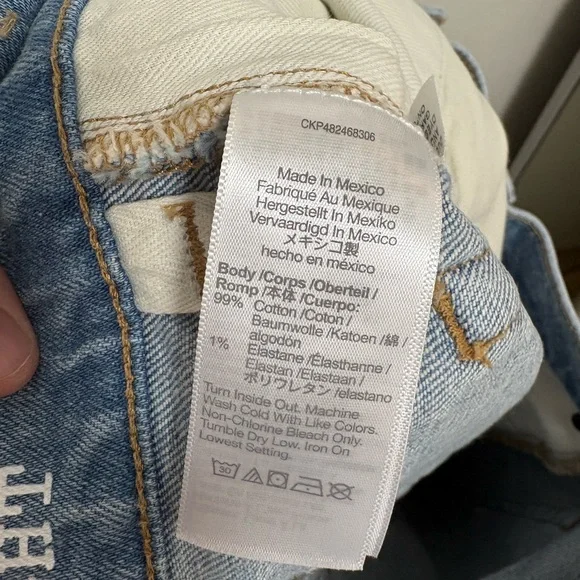 CKP482468306
Made In Mexico
Fabriqué Au Mexique
Hergestellt In Mexiko
Vervaardigd In Mexico
メキシコ製
hecho en méxico
Body /Corps /Oberteil /
Romp /本体 /Cuerpo:
99% Cotton /Coton /
Baumwolle /Katoen /綿 /
algodón
1% Elastane /Élasthanne /
Elastan /Elastaan /
ポリウレタン /elastano
Turn Inside Out. Machine
Wash Cold With Like Colors.
Non-Chlorine Bleach Only.
Tumble Dry Low. Iron On
Lowest Setting.
30